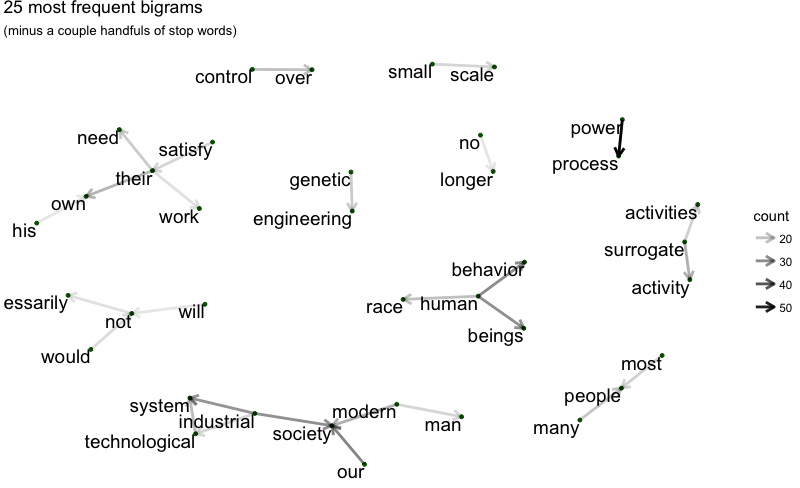 25 most frequent bigrams
(minus a couple handfuls of stop words)
control over
small scale
need
satisfy
their
own
work
his
genetic
engineering
no
longer
power
process
activities
surrogate
activity
count
20
30
40
50
behavior
race human
beings
essarily
not
will
would
most
people
many
system
industrial
technological
society
modern
man
our